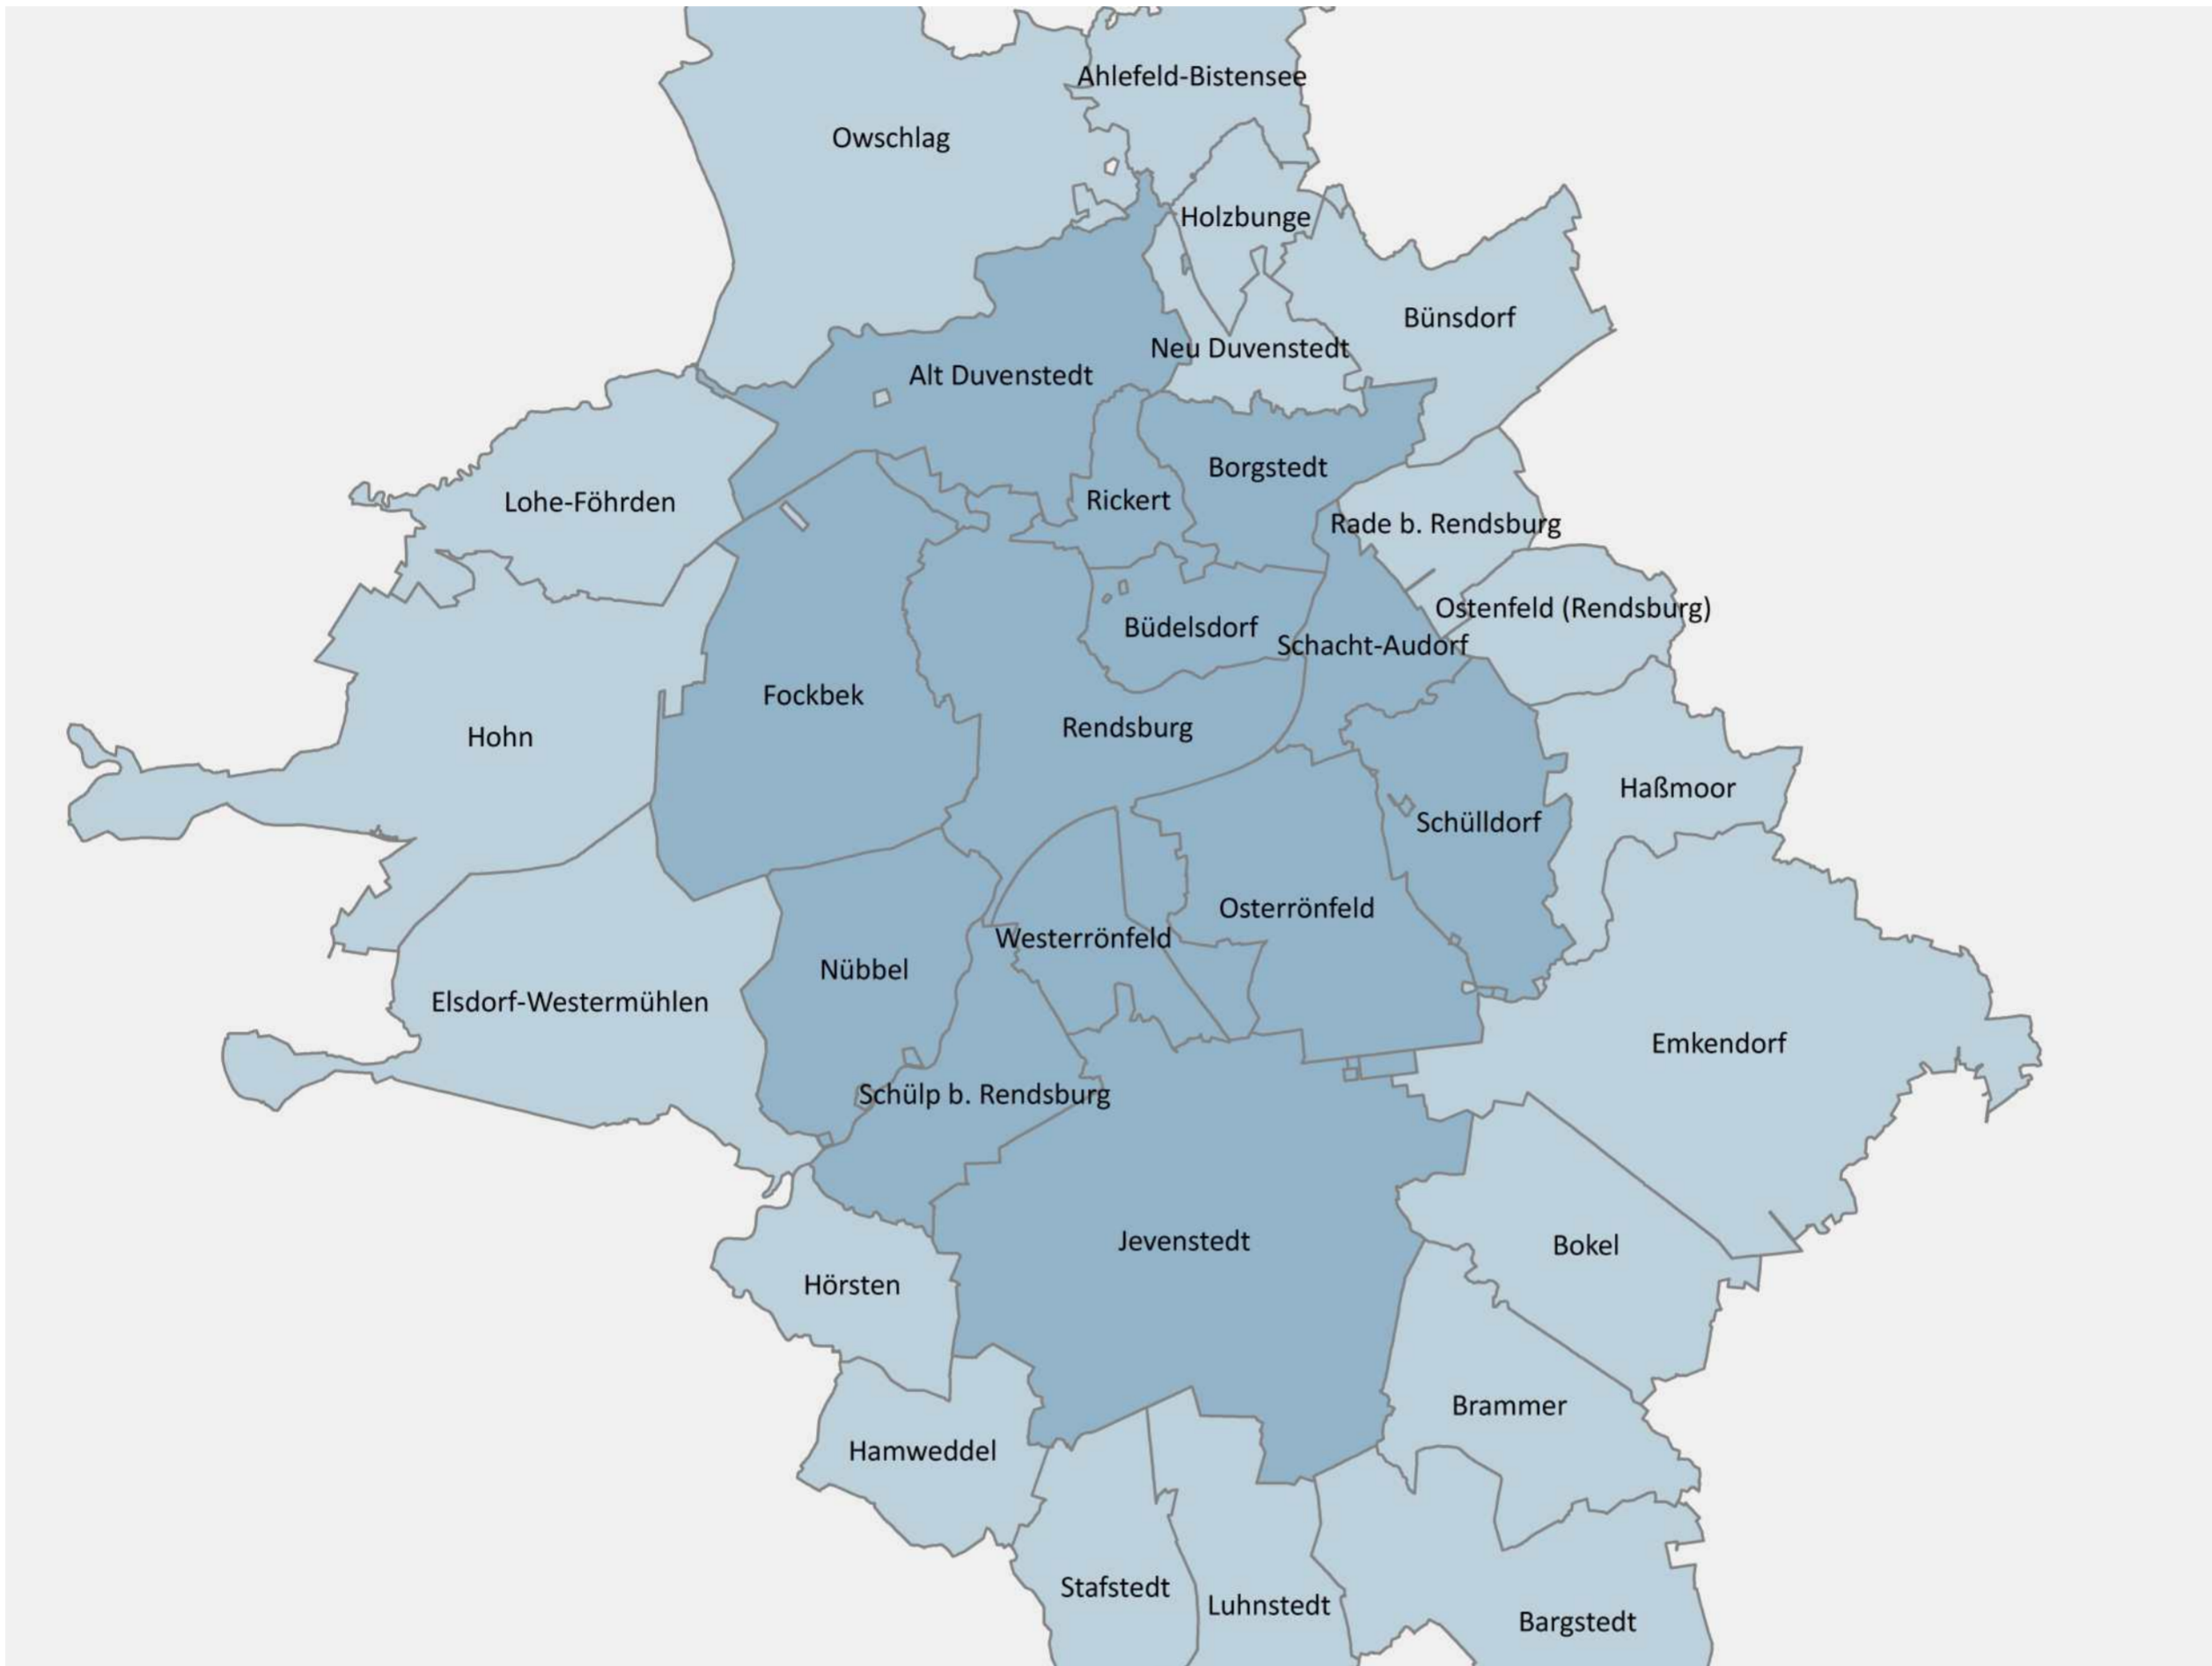 Ahlefeld-Bistensee
Owschlag
Holzbunge
Bünsdorf
Neu Duvenstedt
Alt Duvenstedt
Borgstedt
Rickert
Lohe-Föhrden
Rade b. Rendsburg
Ostenfeld (Rendsburg)
Büdelsdorf
Schacht-Audorf
Fockbek
Rendsburg
Hohn
Haßmoor
Schülldorf
Osterrönfeld
Westerrönfeld
Nübbel
Elsdorf-Westermühlen
Emkendorf
Schülp b. Rendsburg
Jevenstedt
Bokel
Hörsten
Brammer
Hamweddel
Stafstedt
Luhnstedt
Bargstedt